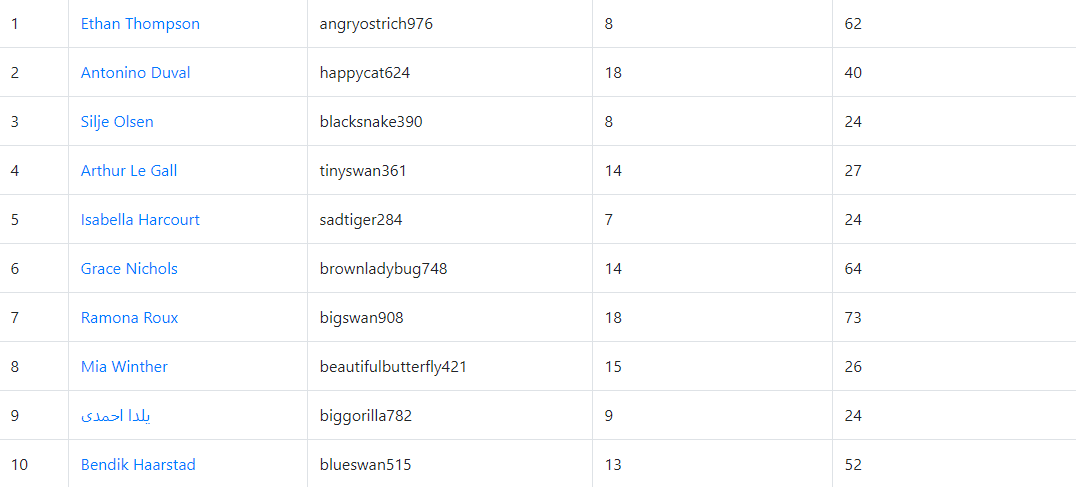 1 Ethan Thompson angryostrich976 8 62
2 Antonino Duval happycat624 18 40
3 Silje Olsen blacksnake390 8 24
4 Arthur Le Gall tinyswan361 14 27
5 Isabella Harcourt sadtiger284 7 24
6 Grace Nichols brownladybug748 14 64
7 Ramona Roux bigswan908 18 73
8 Mia Winther beautifulbutterfly421 15 26
9 یلدا احمدی biggorilla782 9 24
10 Bendik Haarstad blueswan515 13 52